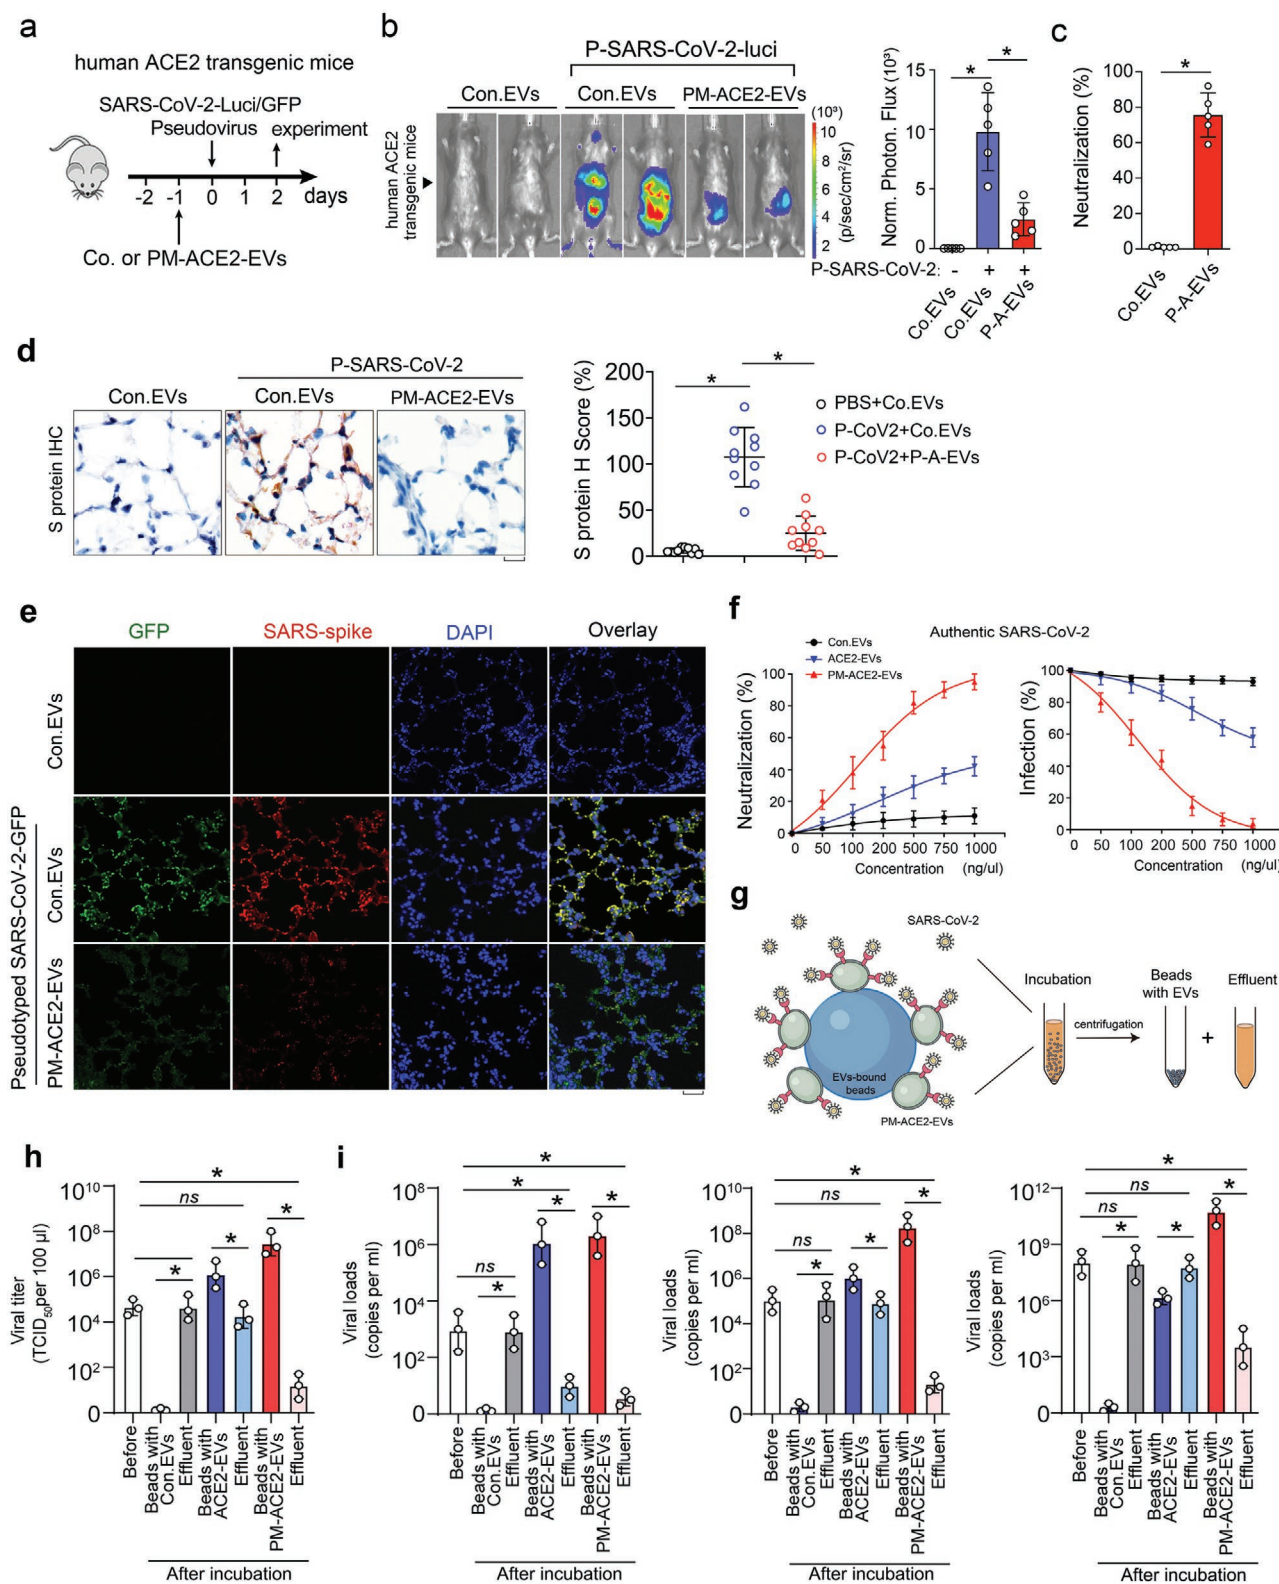 a
human ACE2 transgenic mice
SARS-CoV-2-Luci/GFP
Pseudovirus
experiment
-2 -1 0 1 2 days
Co. or PM-ACE2-EVs
b
P-SARS-CoV-2-luci
Con.EVs Con.EVs PM-ACE2-EVs
human ACE2
transgenic mice
(10³)
10
8
6
4
2
(p/sec/cm²/sr)
Norm. Photon. Flux (10³)
15
10
5
0
P-SARS-CoV-2: - + +
Co.EVs Co.EVs P-A-EVs
* *
c
Neutralization (%)
100
80
60
40
20
0
*
Co.EVs P-A-EVs
d
P-SARS-CoV-2
Con.EVs Con.EVs PM-ACE2-EVs
S protein IHC
S protein H Score (%)
200
150
100
50
0
* *
PBS+Co.EVs
P-CoV2+Co.EVs
P-CoV2+P-A-EVs
e
GFP SARS-spike DAPI Overlay
Con.EVs
Pseudotyped SARS-CoV-2-GFP
Con.EVs
PM-ACE2-EVs
f
Authentic SARS-CoV-2
Con.EVs
ACE2-EVs
PM-ACE2-EVs
Neutralization (%)
100
80
60
40
20
0
0 50 100 200 500 750 1000
Concentration (ng/ul)
Infection (%)
100
80
60
40
20
0
0 50 100 200 500 750 1000
Concentration (ng/ul)
g
SARS-CoV-2
EVs-bound
beads
PM-ACE2-EVs
Incubation
centrifugation
Beads
with EVs
+
Effluent
h
Viral titer
(TCID50 per 100 µl)
10¹⁰
10⁸
10⁶
10⁴
10²
0
*
ns
* * *
Before
Beads with
Con.EVs
Effluent
Beads with
ACE2-EVs
Effluent
Beads with
PM-ACE2-EVs
Effluent
After incubation
i
Viral loads
(copies per ml)
10⁸
10⁶
10⁴
10²
0
*
*
* *
ns
*
Before
Beads with
Con.EVs
Effluent
Beads with
ACE2-EVs
Effluent
Beads with
PM-ACE2-EVs
Effluent
After incubation
Viral loads
(copies per ml)
10¹⁰
10⁸
10⁶
10⁴
10²
0
*
ns *
ns
* *
Before
Beads with
Con.EVs
Effluent
Beads with
ACE2-EVs
Effluent
Beads with
PM-ACE2-EVs
Effluent
After incubation
Viral loads
(copies per ml)
10¹²
10⁹
10⁶
10³
0
*
ns *
ns
* *
Before
Beads with
Con.EVs
Effluent
Beads with
ACE2-EVs
Effluent
Beads with
PM-ACE2-EVs
Effluent
After incubation